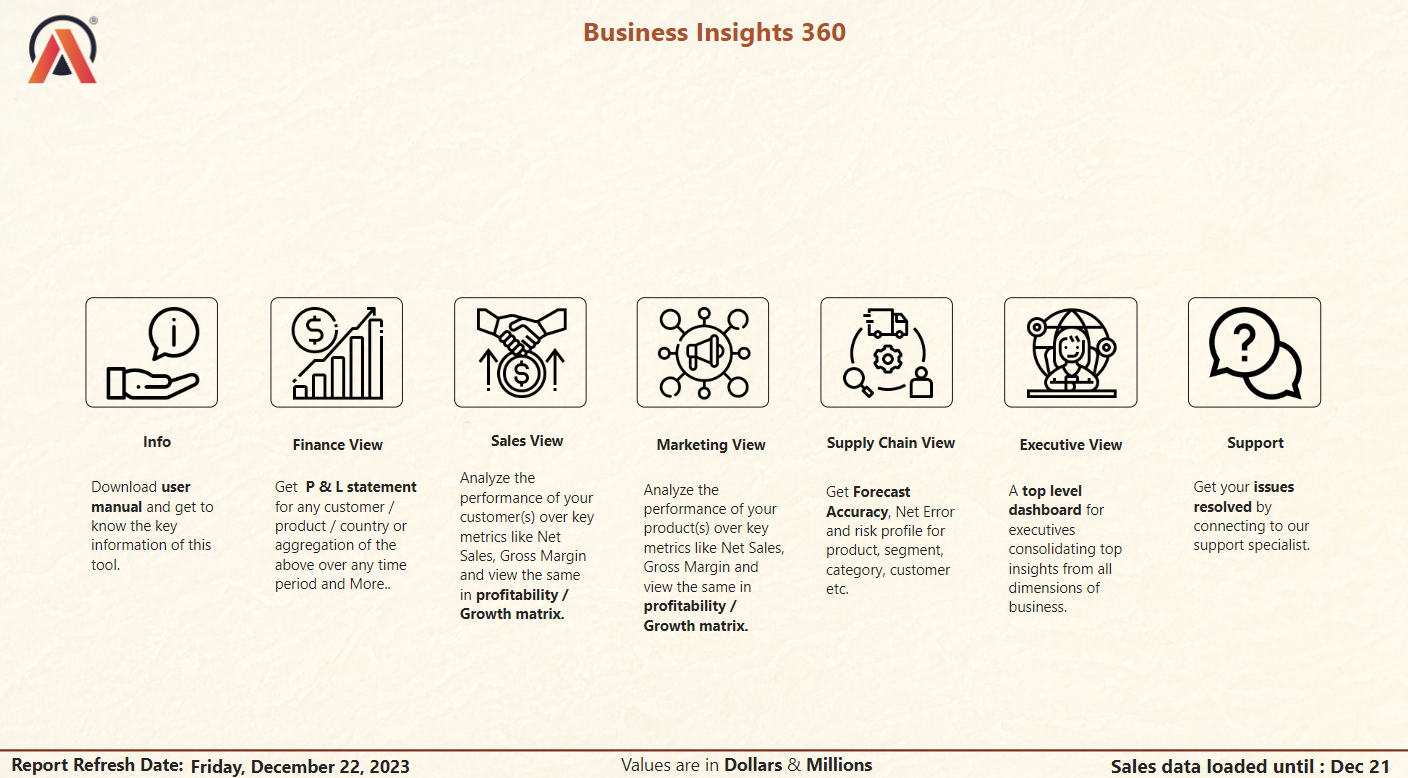 ®
Business Insights 360
i
$
$
?
Info
Download user
manual and get to
know the key
information of this
tool.
Finance View
Get P & L statement
for any customer /
product / country or
aggregation of the
above over any time
period and More..
Sales View
Analyze the
performance of your
customer(s) over key
metrics like Net
Sales, Gross Margin
and view the same
in profitability /
Growth matrix.
Marketing View
Analyze the
performance of your
product(s) over key
metrics like Net Sales,
Gross Margin and
view the same in
profitability /
Growth matrix.
Supply Chain View
Get Forecast
Accuracy, Net Error
and risk profile for
product, segment,
category, customer
etc.
Executive View
A top level
dashboard for
executives
consolidating top
insights from all
dimensions of
business.
Support
Get your issues
resolved by
connecting to our
support specialist.
Report Refresh Date: Friday, December 22, 2023
Values are in Dollars & Millions
Sales data loaded until : Dec 21